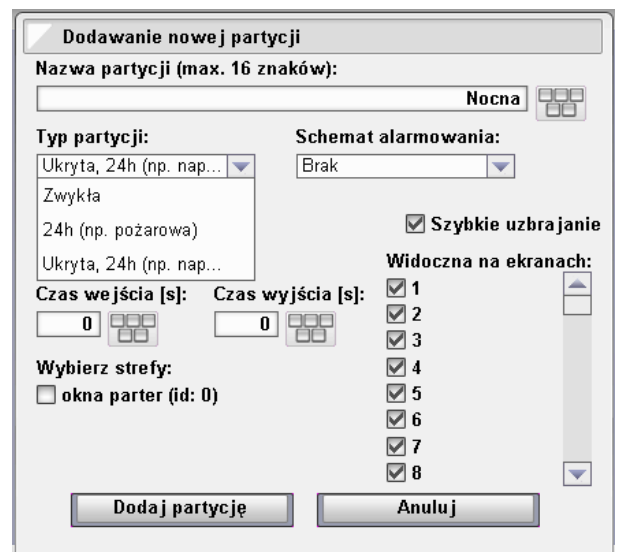 Dodawanie nowej partycji
Nazwa partycji (max. 16 znaków):
Nocna
Typ partycji:
Schemat alarmowania:
Ukryta, 24h (np. nap...
Brak
Zwykła
24h (np. pożarowa)
Ukryta, 24h (np. nap...
Szybkie uzbrajanie
Widoczna na ekranach:
Czas wejścia [s]:
Czas wyjścia [s]:
0
0
1
2
3
4
5
6
7
8
Wybierz strefy:
okna parter (id: 0)
Dodaj partycję
Anuluj